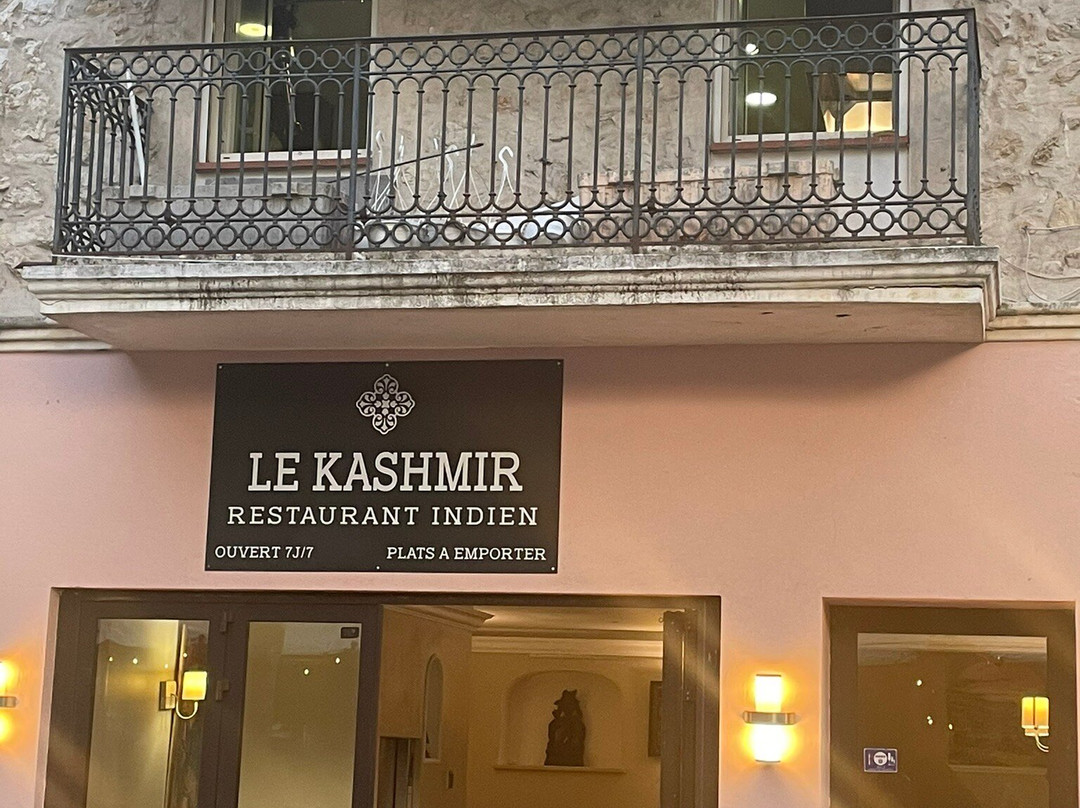 LE KASHMIR
RESTAURANT INDIEN
OUVERT 7J/7 PLATS A EMPORTER